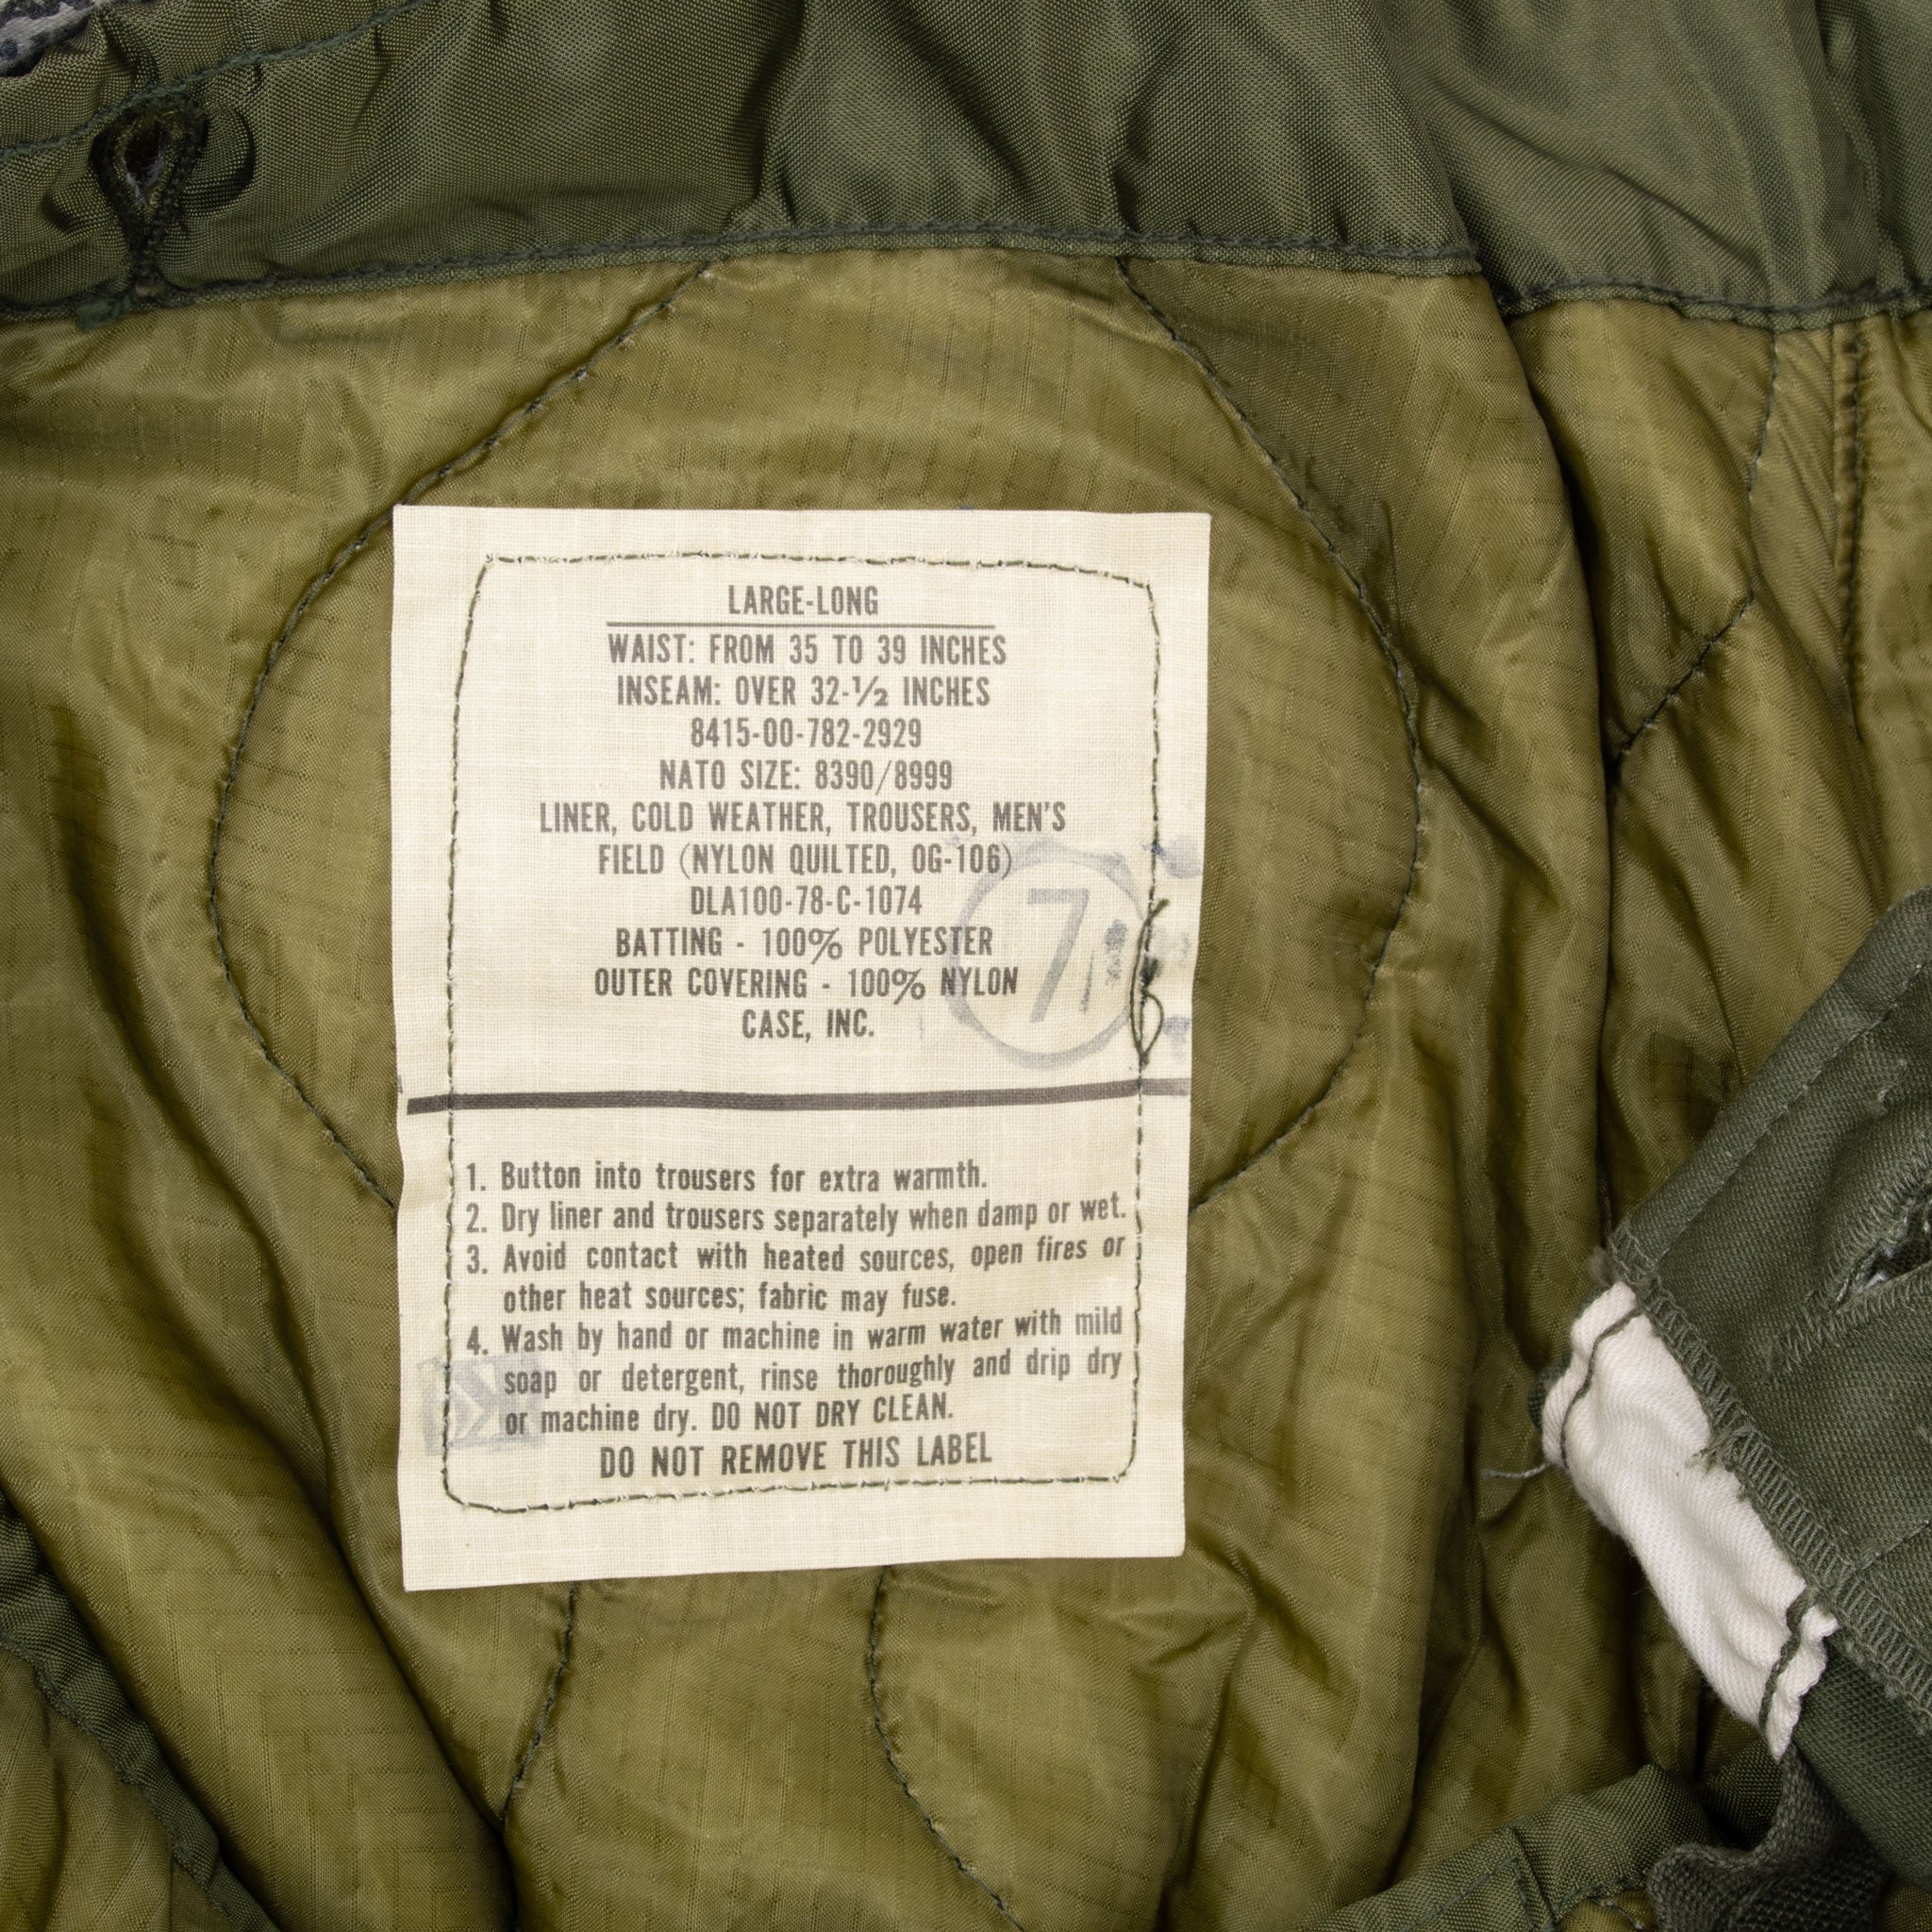 LARGE-LONG
WAIST: FROM 35 TO 39 INCHES
INSEAM: OVER 32-½ INCHES
8415-00-782-2929
NATO SIZE: 8390/8999
LINER, COLD WEATHER, TROUSERS, MEN'S
FIELD (NYLON QUILTED, OG-106)
DLA100-78-C-1074
BATTING - 100% POLYESTER
OUTER COVERING - 100% NYLON
CASE, INC.
7
1. Button into trousers for extra warmth.
2. Dry liner and trousers separately when damp or wet.
3. Avoid contact with heated sources, open fires or
other heat sources; fabric may fuse.
4. Wash by hand or machine in warm water with mild
soap or detergent, rinse thoroughly and drip dry
or machine dry. DO NOT DRY CLEAN.
DO NOT REMOVE THIS LABEL